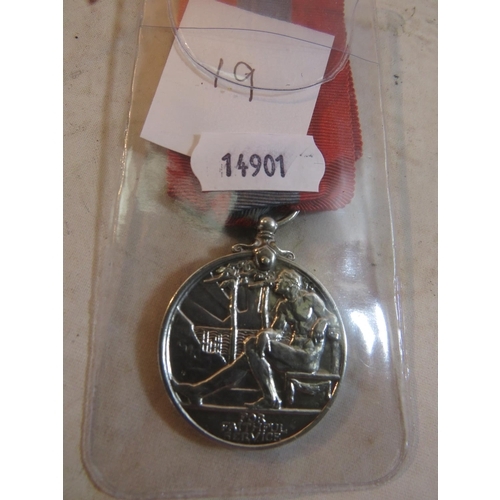 19
14901
FOR
FAITHFUL
SERVICE